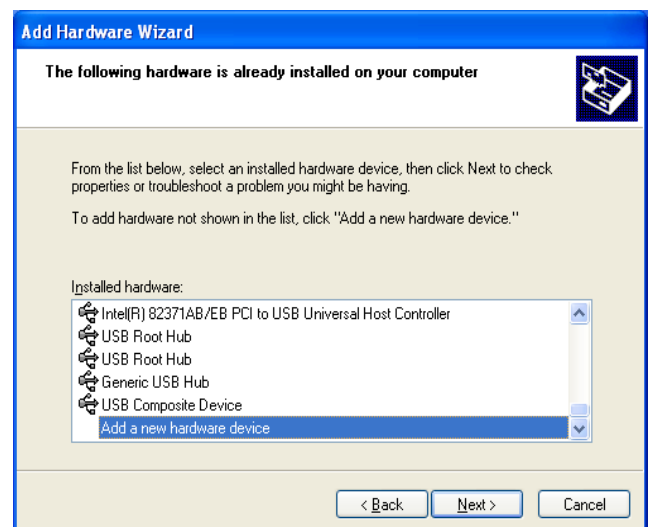 Add Hardware Wizard
The following hardware is already installed on your computer
From the list below, select an installed hardware device, then click Next to check
properties or troubleshoot a problem you might be having.
To add hardware not shown in the list, click "Add a new hardware device."
Installed hardware:
Intel(R) 82371AB/EB PCI to USB Universal Host Controller
USB Root Hub
USB Root Hub
Generic USB Hub
USB Composite Device
Add a new hardware device
< Back
Next >
Cancel